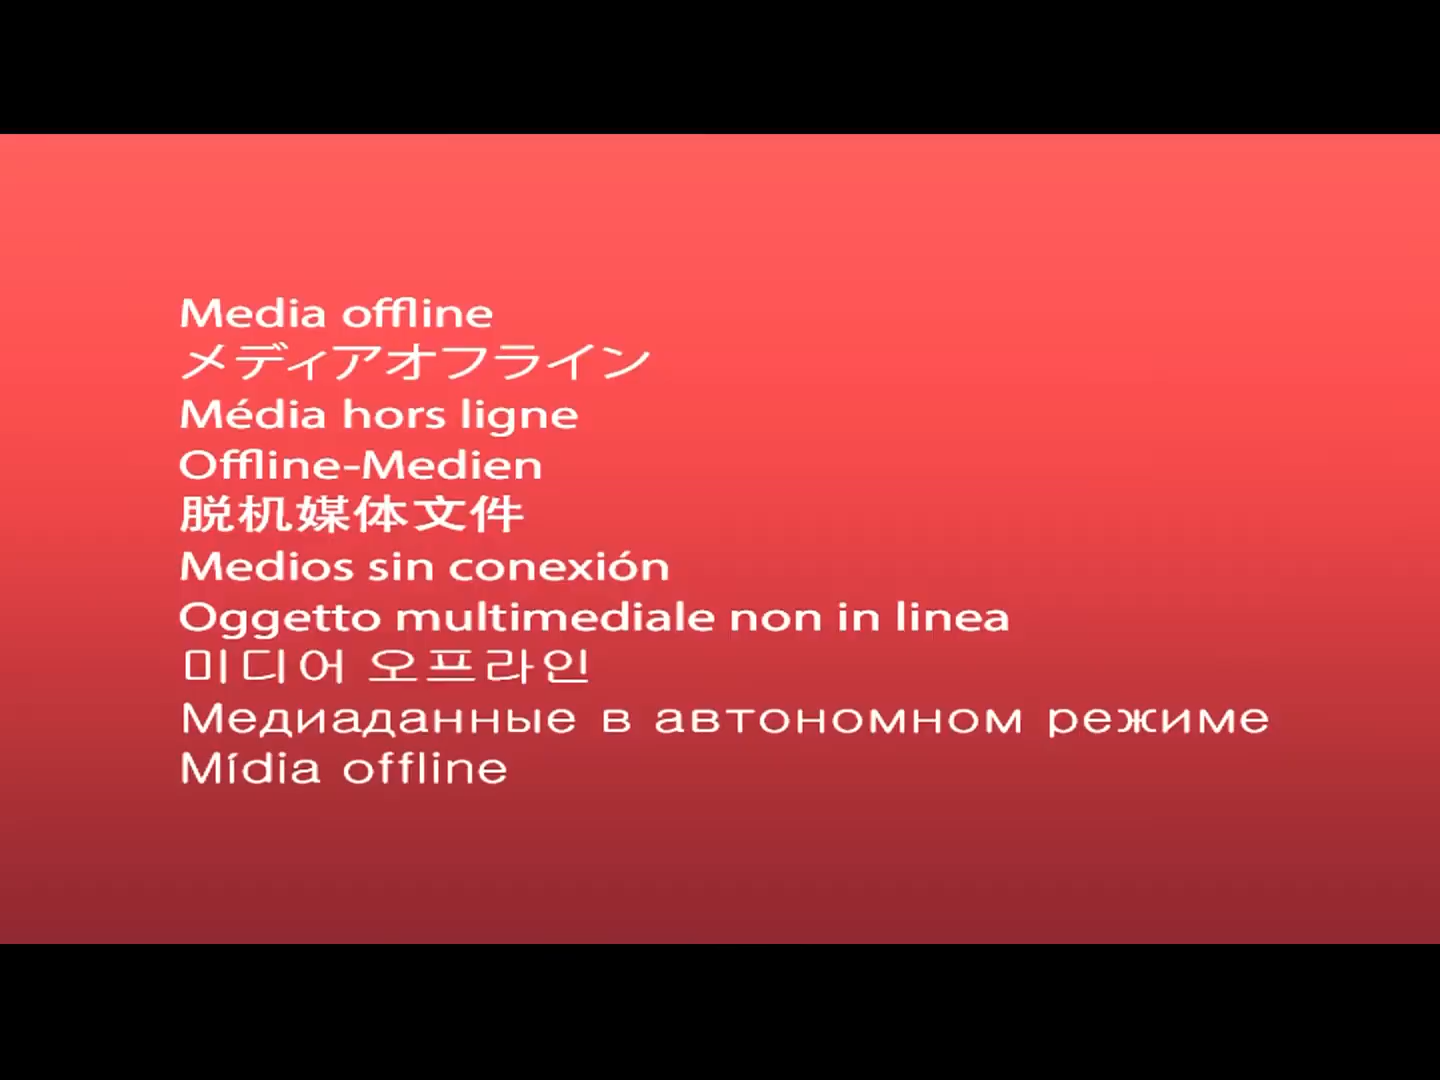 Media offline
メディアオフライン
Média hors ligne
Offline-Medien
脱机媒体文件
Medios sin conexión
Oggetto multimediale non in linea
미디어 오프라인
Медиаданные в автономном режиме
Mídia offline